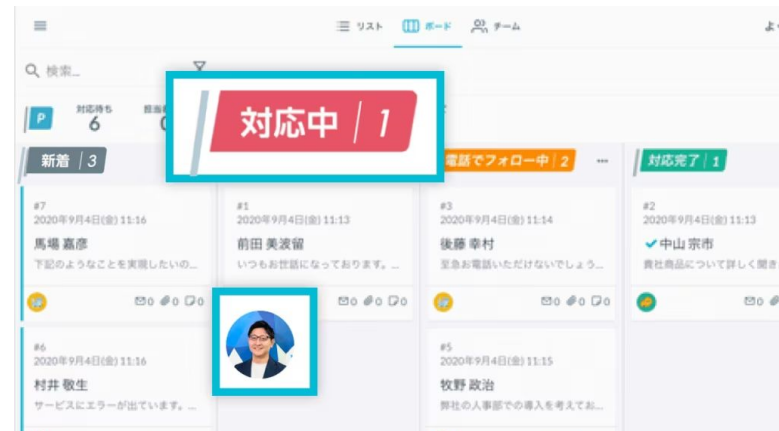 リスト ボード チーム
検索...
P 対応待ち
6
対応中 1
新着 3
電話でフォロー中 2 ...
対応完了 1
#7
2020年9月4日(金) 11:16
馬場 嘉彦
下記のようなことを実現したいの...
0 0 0
#1
2020年9月4日(金) 11:13
前田 美波留
いつもお世話になっております。...
0 0 0
#3
2020年9月4日(金) 11:14
後藤 幸村
至急お電話いただけないでしょう...
0 0 0
#2
2020年9月4日(金) 11:13
中山 宗市
貴社商品について詳しく聞き
0
#6
2020年9月4日(金) 11:16
村井 敬生
サービスにエラーが出ています。...
#5
2020年9月4日(金) 11:15
牧野 政治
弊社の人事部での導入を考えてお...